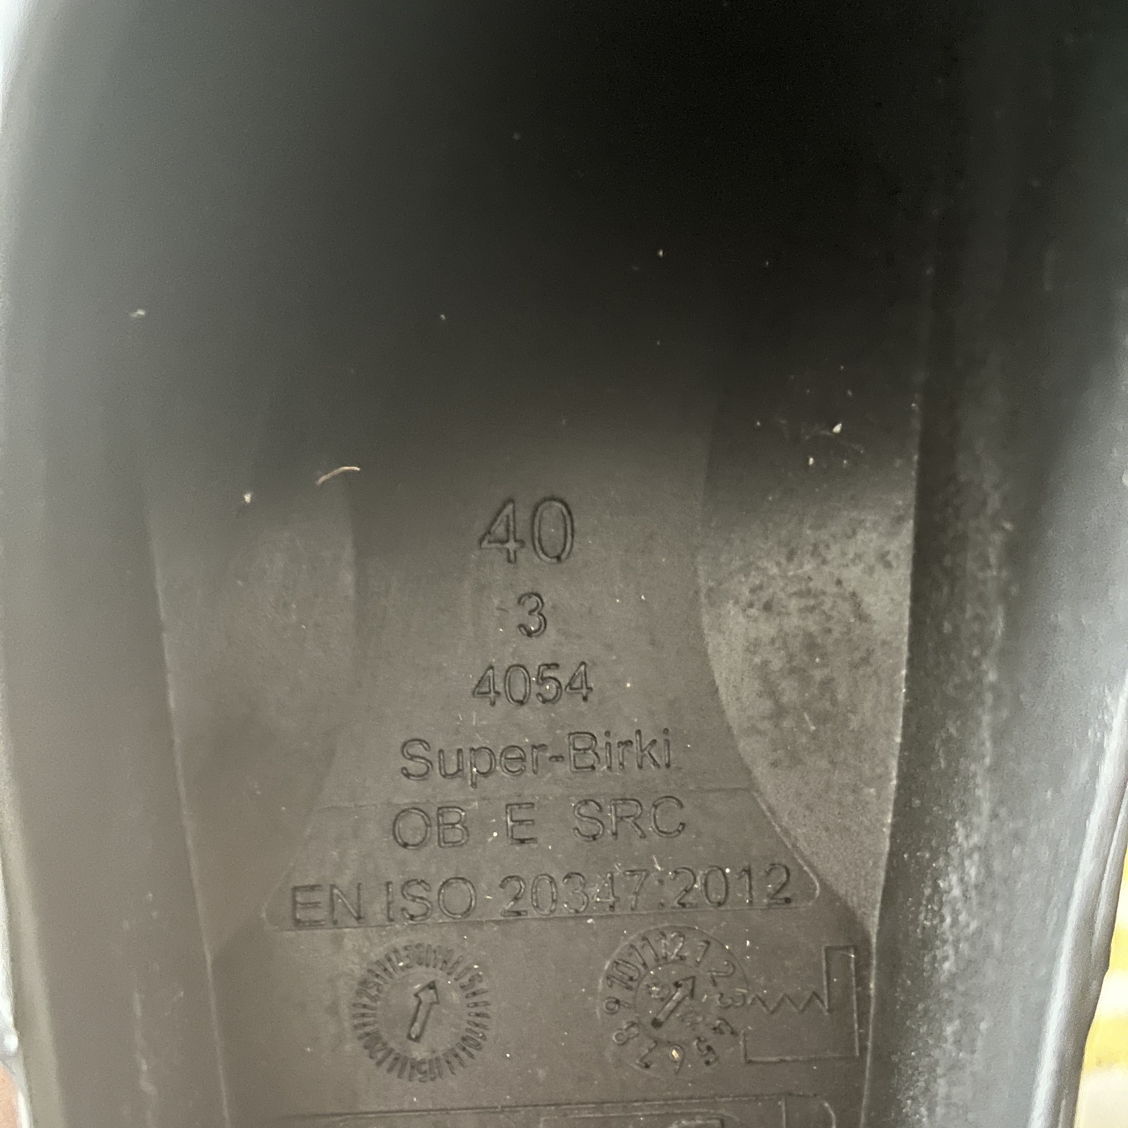 40
3
4054
Super-Birki
OB E SRC
EN ISO 20347:2012